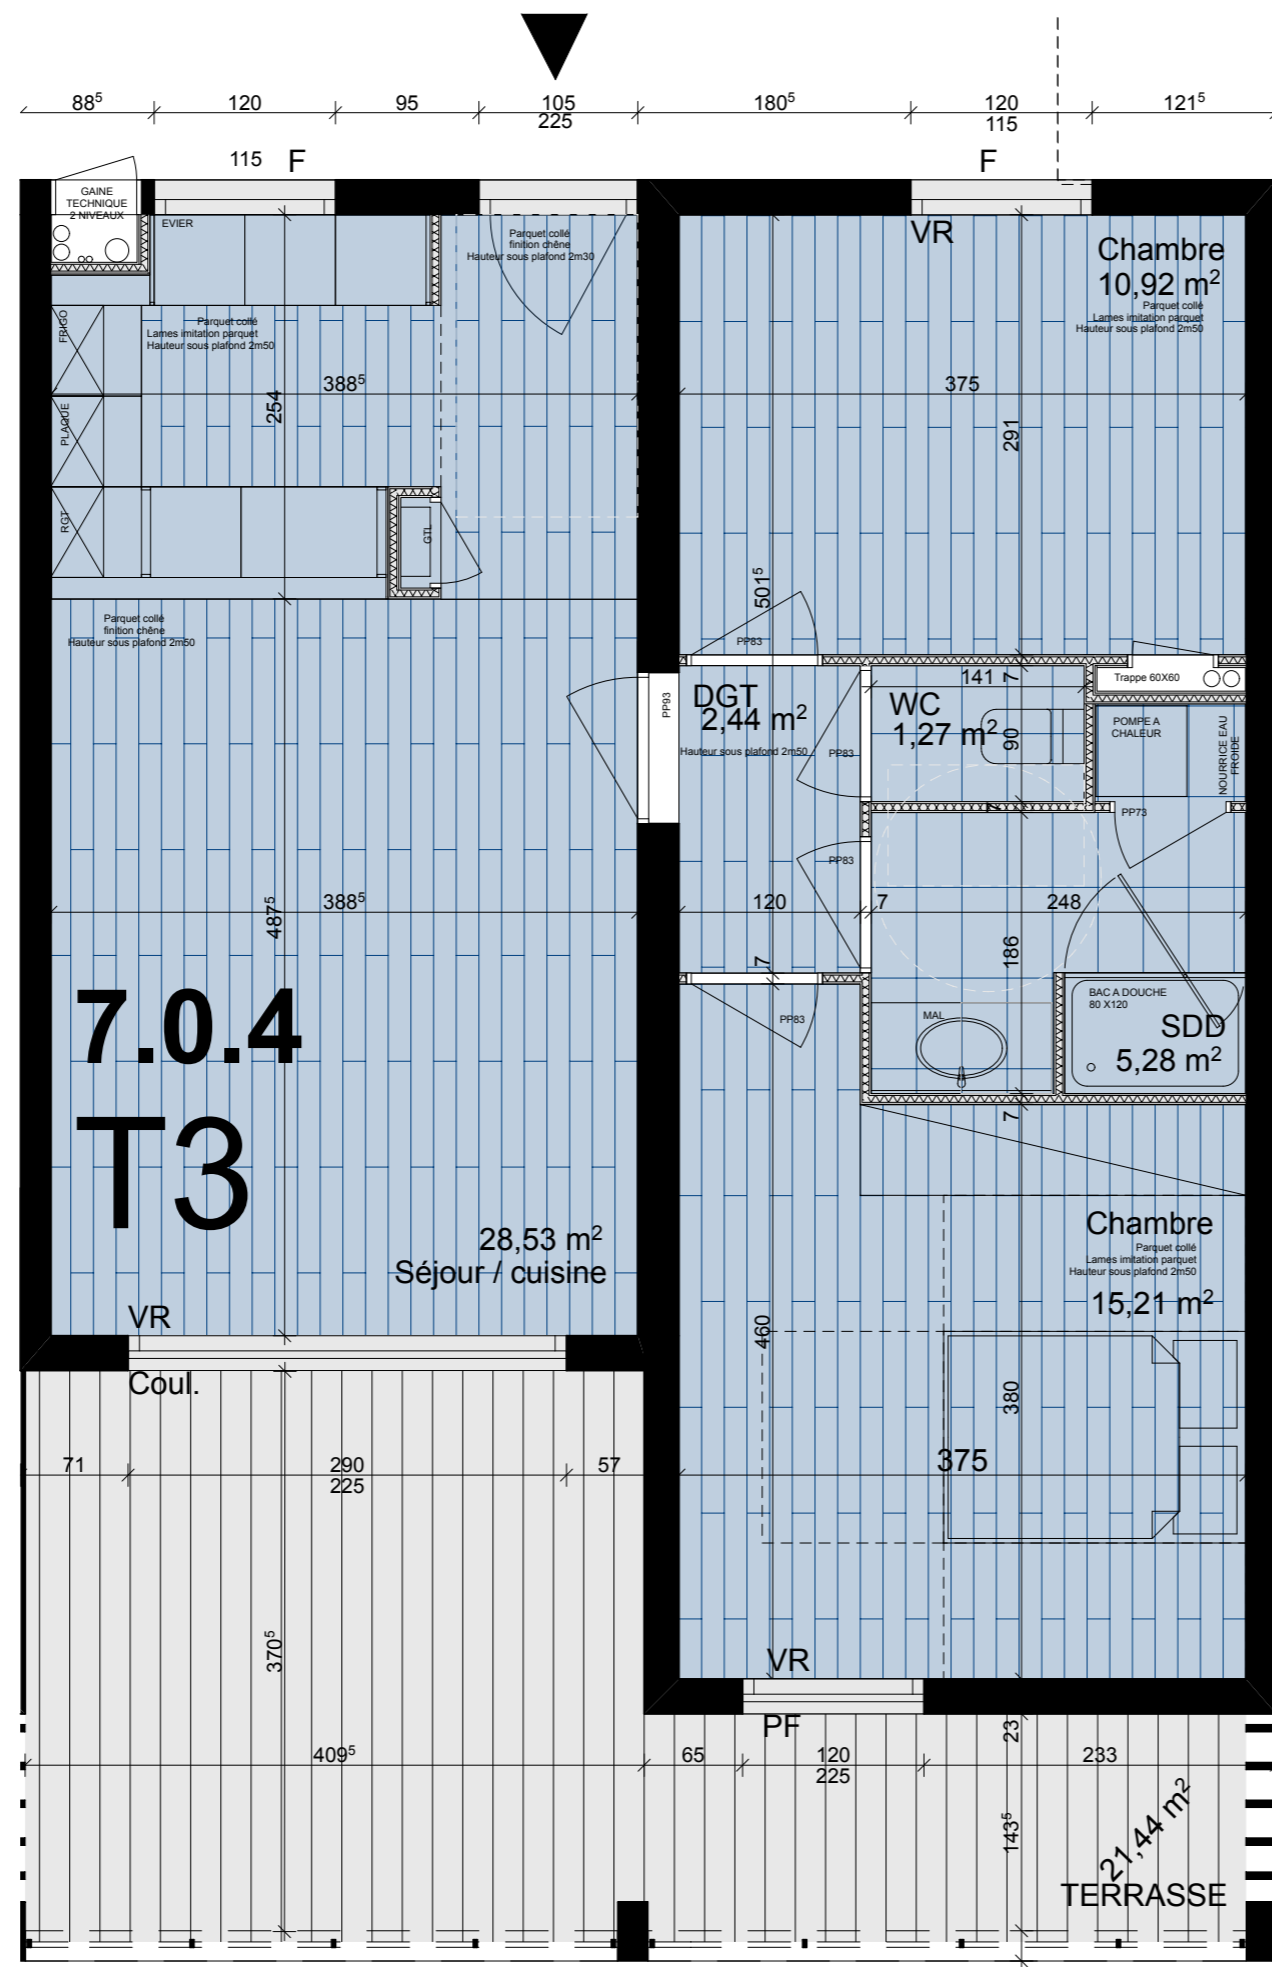 88⁵ 120 95 105 180⁵ 120 121⁵
225 115
115 F F
GAINE
TECHNIQUE
2 NIVEAUX
EVIER
Parquet collé
finition chêne
Hauteur sous plafond 2m30
VR
Chambre
10,92 m²
Parquet collé
Lames imitation parquet
Hauteur sous plafond 2m50
FRIGO
Parquet collé
Lames imitation parquet
Hauteur sous plafond 2m50
388⁵
254
375
291
PLAQUE
RGT
GTL
501⁵
Parquet collé
finition chêne
Hauteur sous plafond 2m50
PP83
PP93
DGT
2,44 m²
Hauteur sous plafond 2m50
141
7
WC
1,27 m²
90
Trappe 60X60
POMPE A
CHALEUR
NOURRICE EAU
FROIDE
PP83
7
PP73
PP83
388⁵
487⁵
120
7
248
186
7
7.0.4
T3
PP83
MAL
BAC A DOUCHE
80 X120
SDD
5,28 m²
7
28,53 m²
Séjour / cuisine
Chambre
Parquet collé
Lames imitation parquet
Hauteur sous plafond 2m50
15,21 m²
VR
Coul.
460
380
71 290 57
225
375
370⁵
VR
PF
23
409⁵
65 120 233
225
143⁵
21,44 m²
TERRASSE